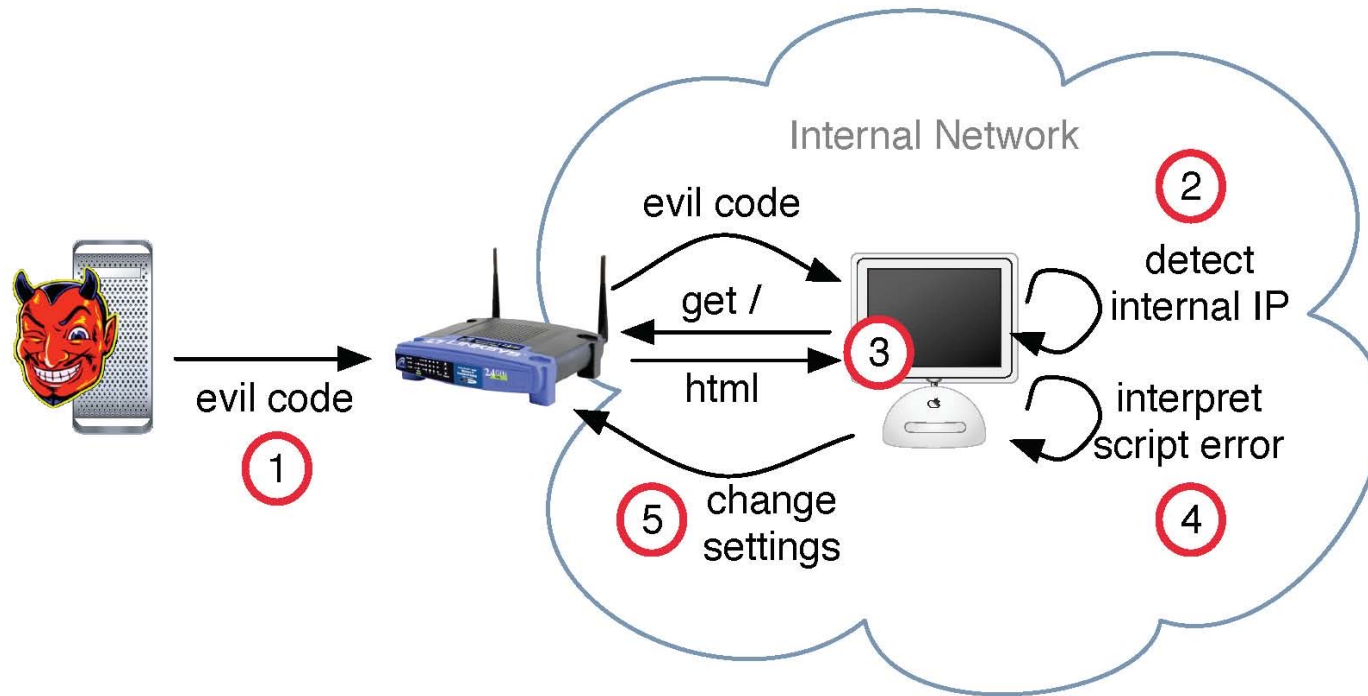 Internal Network
evil code
1
evil code
get /
html
3
2
detect
internal IP
interpret
script error
4
5
change
settings